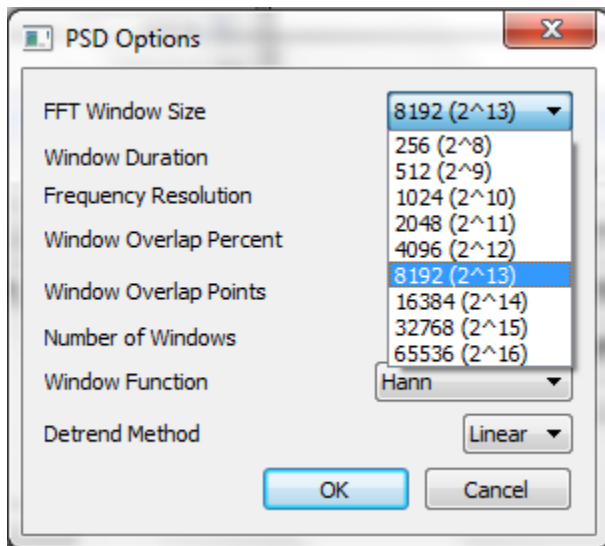 PSD Options
FFT Window Size 8192 (2^13)
256 (2^8)
Window Duration 512 (2^9)
Frequency Resolution 1024 (2^10)
2048 (2^11)
Window Overlap Percent 4096 (2^12)
8192 (2^13)
Window Overlap Points 16384 (2^14)
32768 (2^15)
Number of Windows 65536 (2^16)
Window Function Hann
Detrend Method Linear
OK Cancel